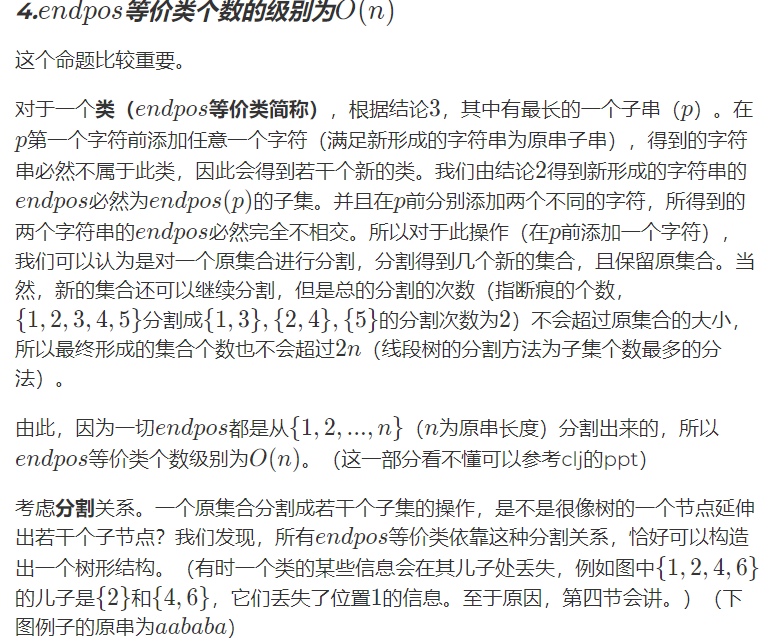 4.endpos等价类个数的级别为O(n)
这个命题比较重要。
对于一个类（endpos等价类简称），根据结论3，其中有最长的一个子串（p）。在
p第一个字符前添加任意一个字符（满足新形成的字符串为原串子串），得到的字符
串必然不属于此类，因此会得到若干个新的类。我们由结论2得到新形成的字符串的
endpos必然为endpos(p)的子集。并且在p前分别添加两个不同的字符，所得到的
两个字符串的endpos必然完全不相交。所以对于此操作（在p前添加一个字符），
我们可以认为是对一个原集合进行分割，分割得到几个新的集合，且保留原集合。当
然，新的集合还可以继续分割，但是总的分割的次数（指断痕的个数，
{1,2,3,4,5}分割成{1,3},{2,4},{5}的分割次数为2）不会超过原集合的大小，
所以最终形成的集合个数也不会超过2n（线段树的分割方法为子集个数最多的分
法）。
由此，因为一切endpos都是从{1,2,...,n}（n为原串长度）分割出来的，所以
endpos等价类个数级别为O(n)。（这一部分看不懂可以参考clj的ppt）
考虑分割关系。一个原集合分割成若干个子集的操作，是不是很像树的一个节点延伸
出若干个子节点？我们发现，所有endpos等价类依靠这种分割关系，恰好可以构造
出一个树形结构。（有时一个类的某些信息会在其儿子处丢失，例如图中{1,2,4,6}
的儿子是{2}和{4,6}，它们丢失了位置1的信息。至于原因，第四节会讲。）（下
图例子的原串为aababa）